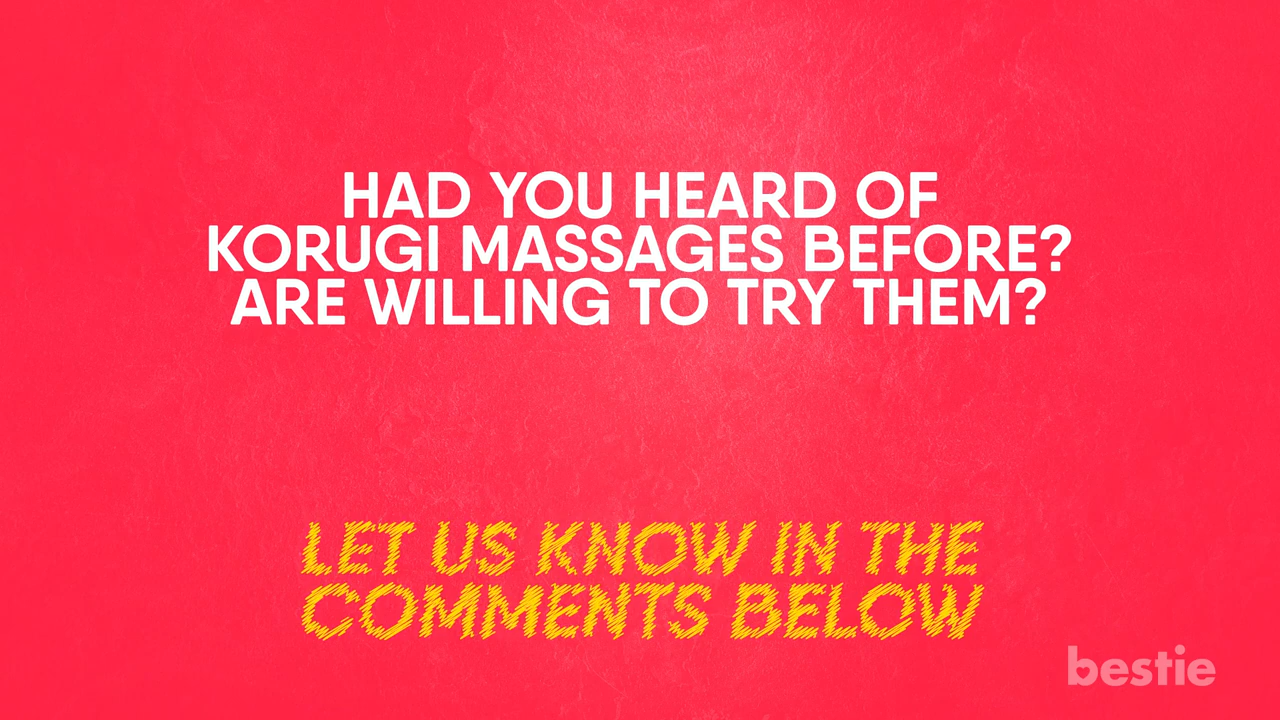 HAD YOU HEARD OF
KORUGI MASSAGES BEFORE?
ARE WILLING TO TRY THEM?
LET US KNOW IN THE
COMMENTS BELOW
bestie